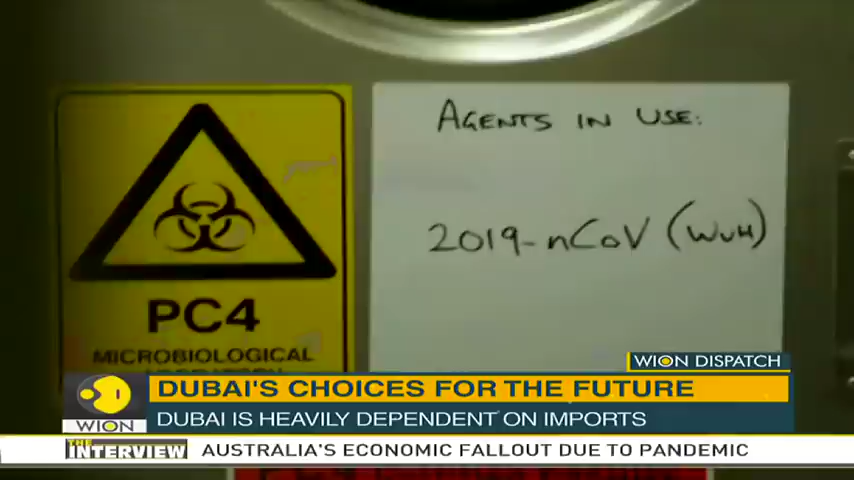 AGENTS IN USE:
2019-nCoV (WUH)
PC4
MICROBIOLOGICAL
WION DISPATCH
DUBAI'S CHOICES FOR THE FUTURE
WION
DUBAI IS HEAVILY DEPENDENT ON IMPORTS
THE INTERVIEW AUSTRALIA'S ECONOMIC FALLOUT DUE TO PANDEMIC